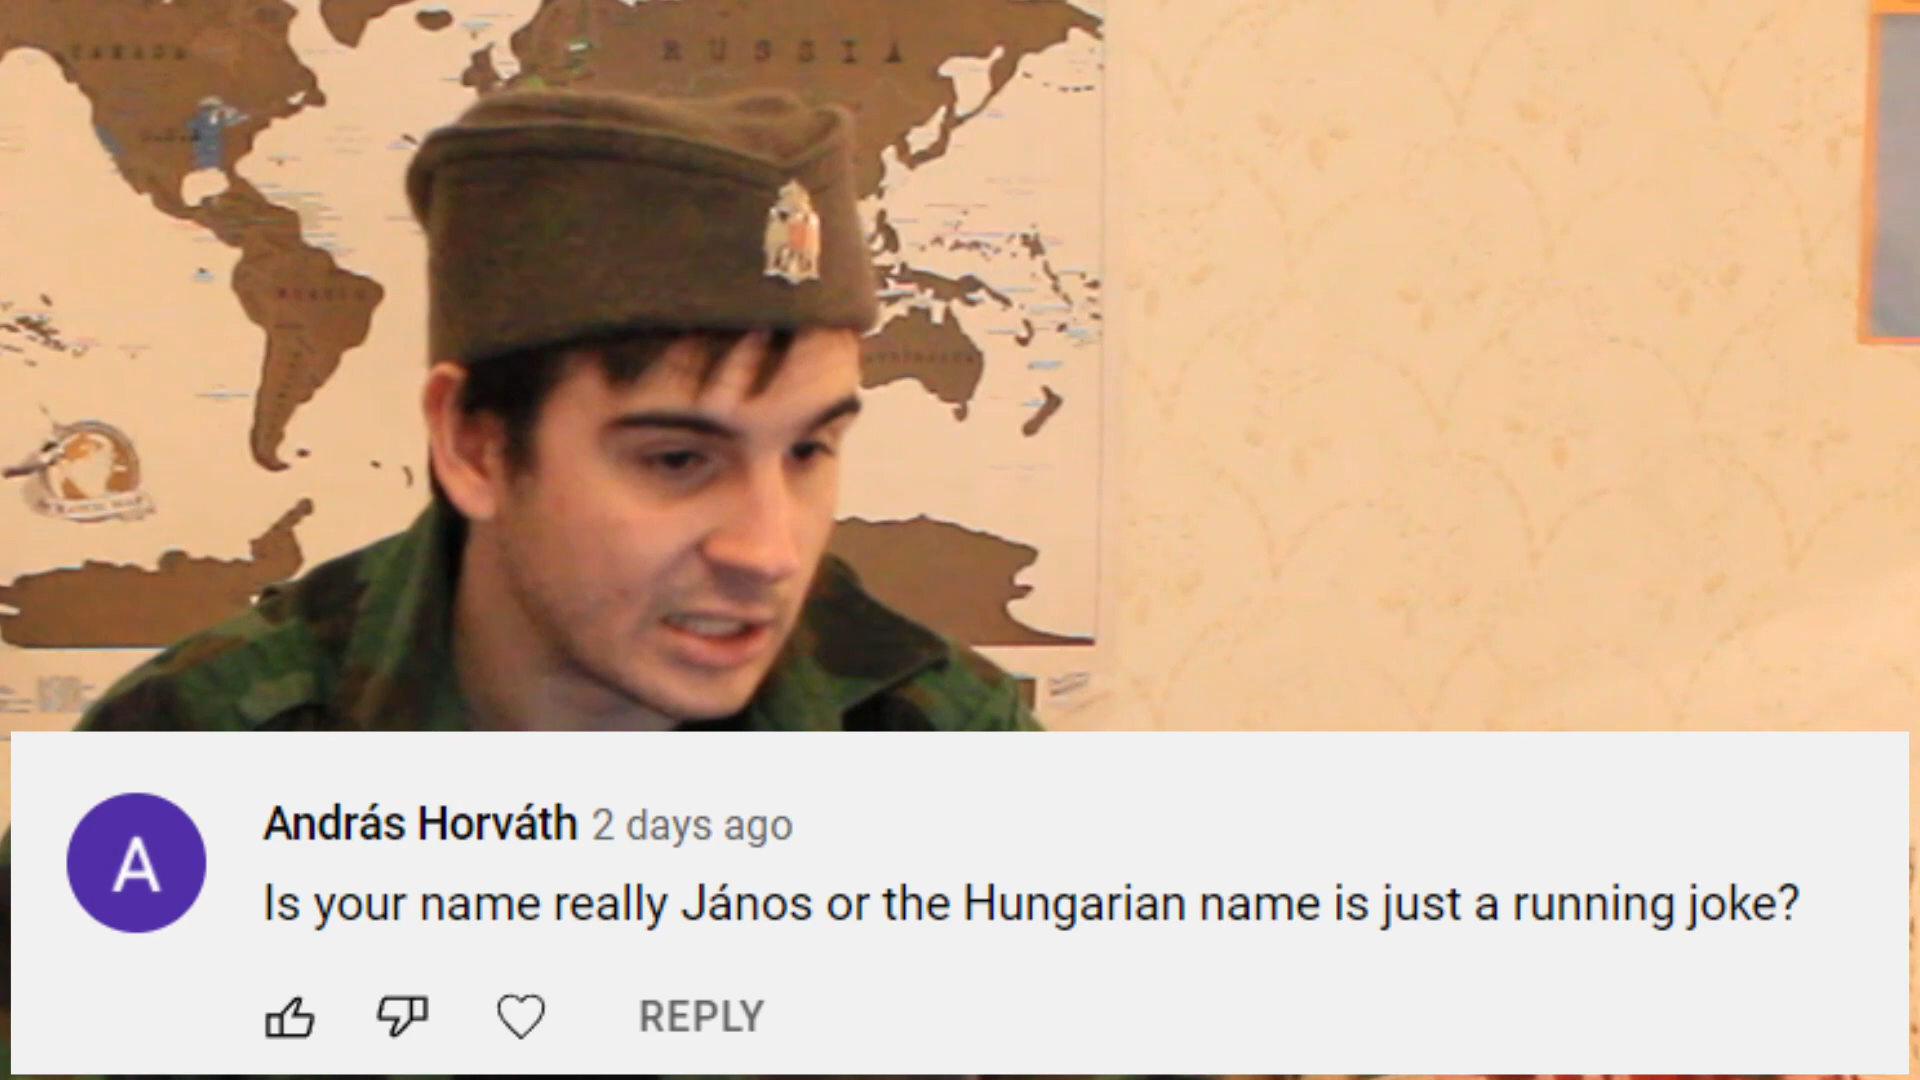 RUSSIA
András Horváth 2 days ago
Is your name really János or the Hungarian name is just a running joke?
REPLY